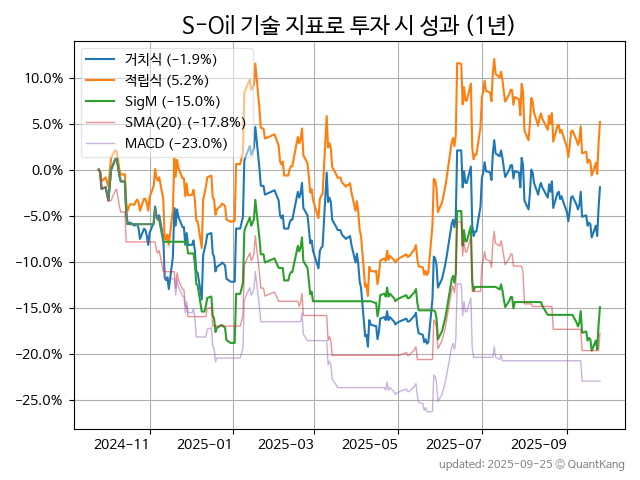 S-Oil 기술 지표로 투자 시 성과 (1년)
거치식 (-1.9%)
적립식 (5.2%)
SigM (-15.0%)
SMA(20) (-17.8%)
MACD (-23.0%)
10.0%
5.0%
0.0%
-5.0%
-10.0%
-15.0%
-20.0%
-25.0%
2024-11 2025-01 2025-03 2025-05 2025-07 2025-09
updated: 2025-09-25 © QuantKang